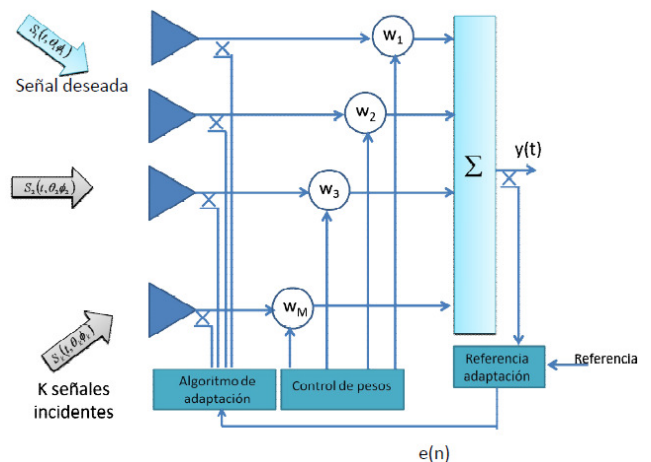 S₁(t,θ₁ϕ₁)
Señal deseada
S₂(t,θ₂ϕ₂)
K señales
incidentes
w₁
w₂
w₃
w_M
Σ
y(t)
Algoritmo de
adaptación
Control de pesos
Referencia
adaptación
Referencia
e(n)